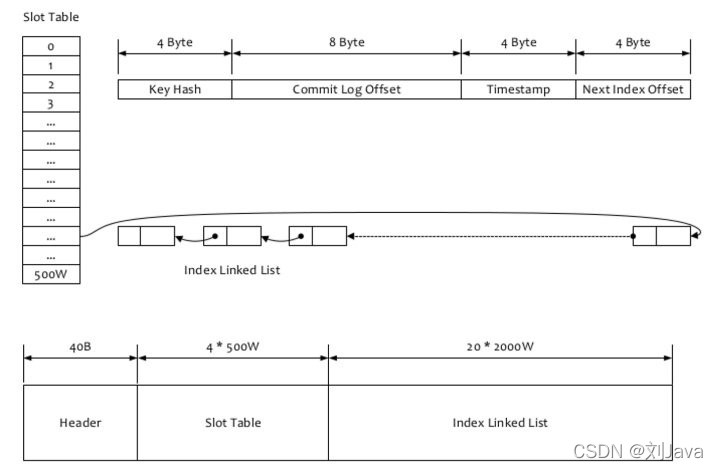 Slot Table
0
1
2
3
...
...
...
...
...
...
...
...
500W
4 Byte 8 Byte 4 Byte 4 Byte
Key Hash Commit Log Offset Timestamp Next Index Offset
Index Linked List
40B 4 * 500W 20 * 2000W
Header Slot Table Index Linked List
CSDN @刘Java